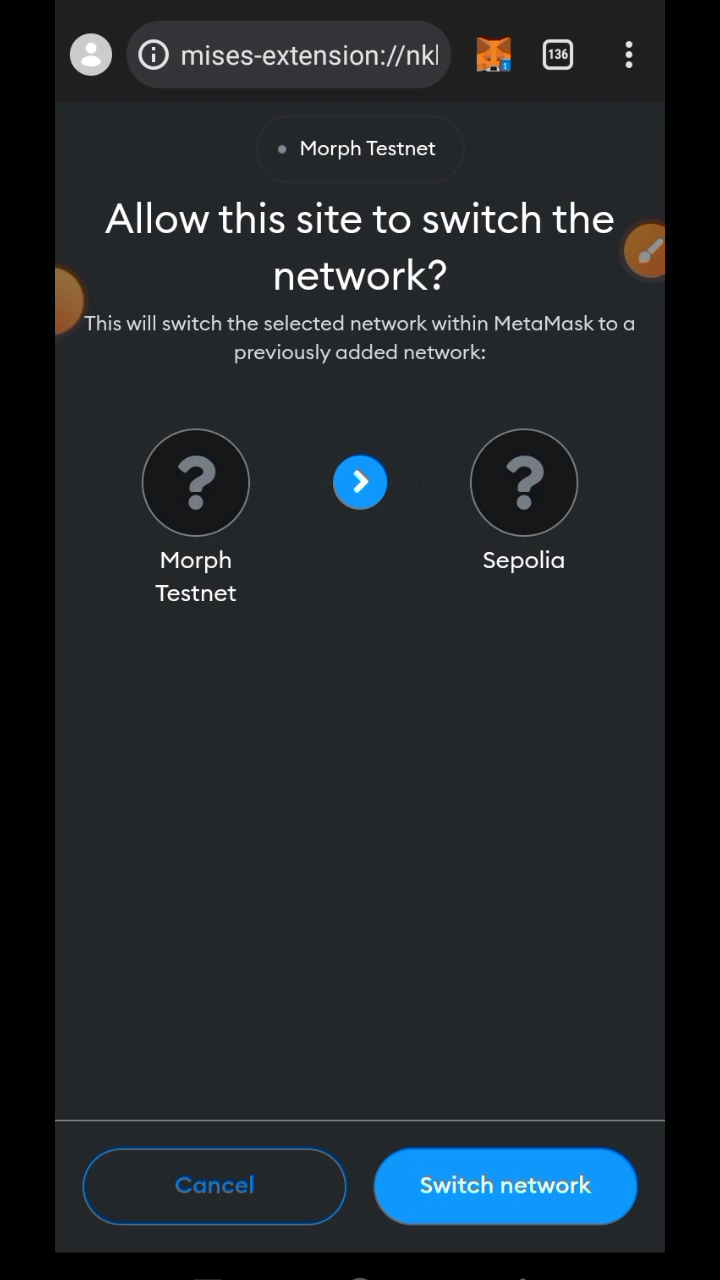 mises-extension://nkl
1
136
Morph Testnet
Allow this site to switch the
network?
This will switch the selected network within MetaMask to a
previously added network:
?
?
Morph
Testnet
Sepolia
Cancel
Switch network